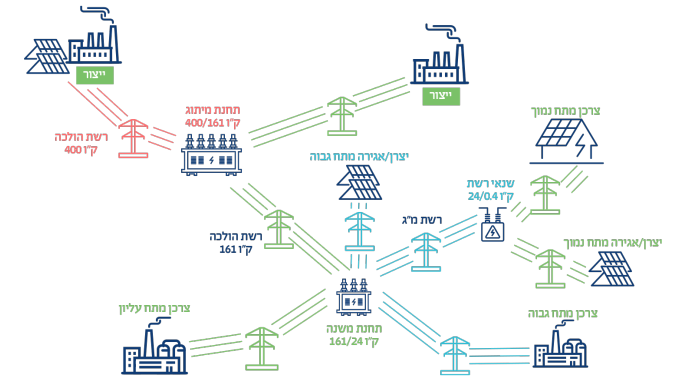 ייצור
ייצור
תחנת מיתוג
400/161 ק"ו
רשת הולכה
400 ק"ו
צרכן מתח נמוך
יצרן/אגירה מתח גבוה
שנאי רשת
24/0.4 ק"ו
רשת מ"ג
רשת הולכה
161 ק"ו
יצרן/אגירה מתח נמוך
צרכן מתח עליון
תחנת משנה
161/24 ק"ו
צרכן מתח גבוה